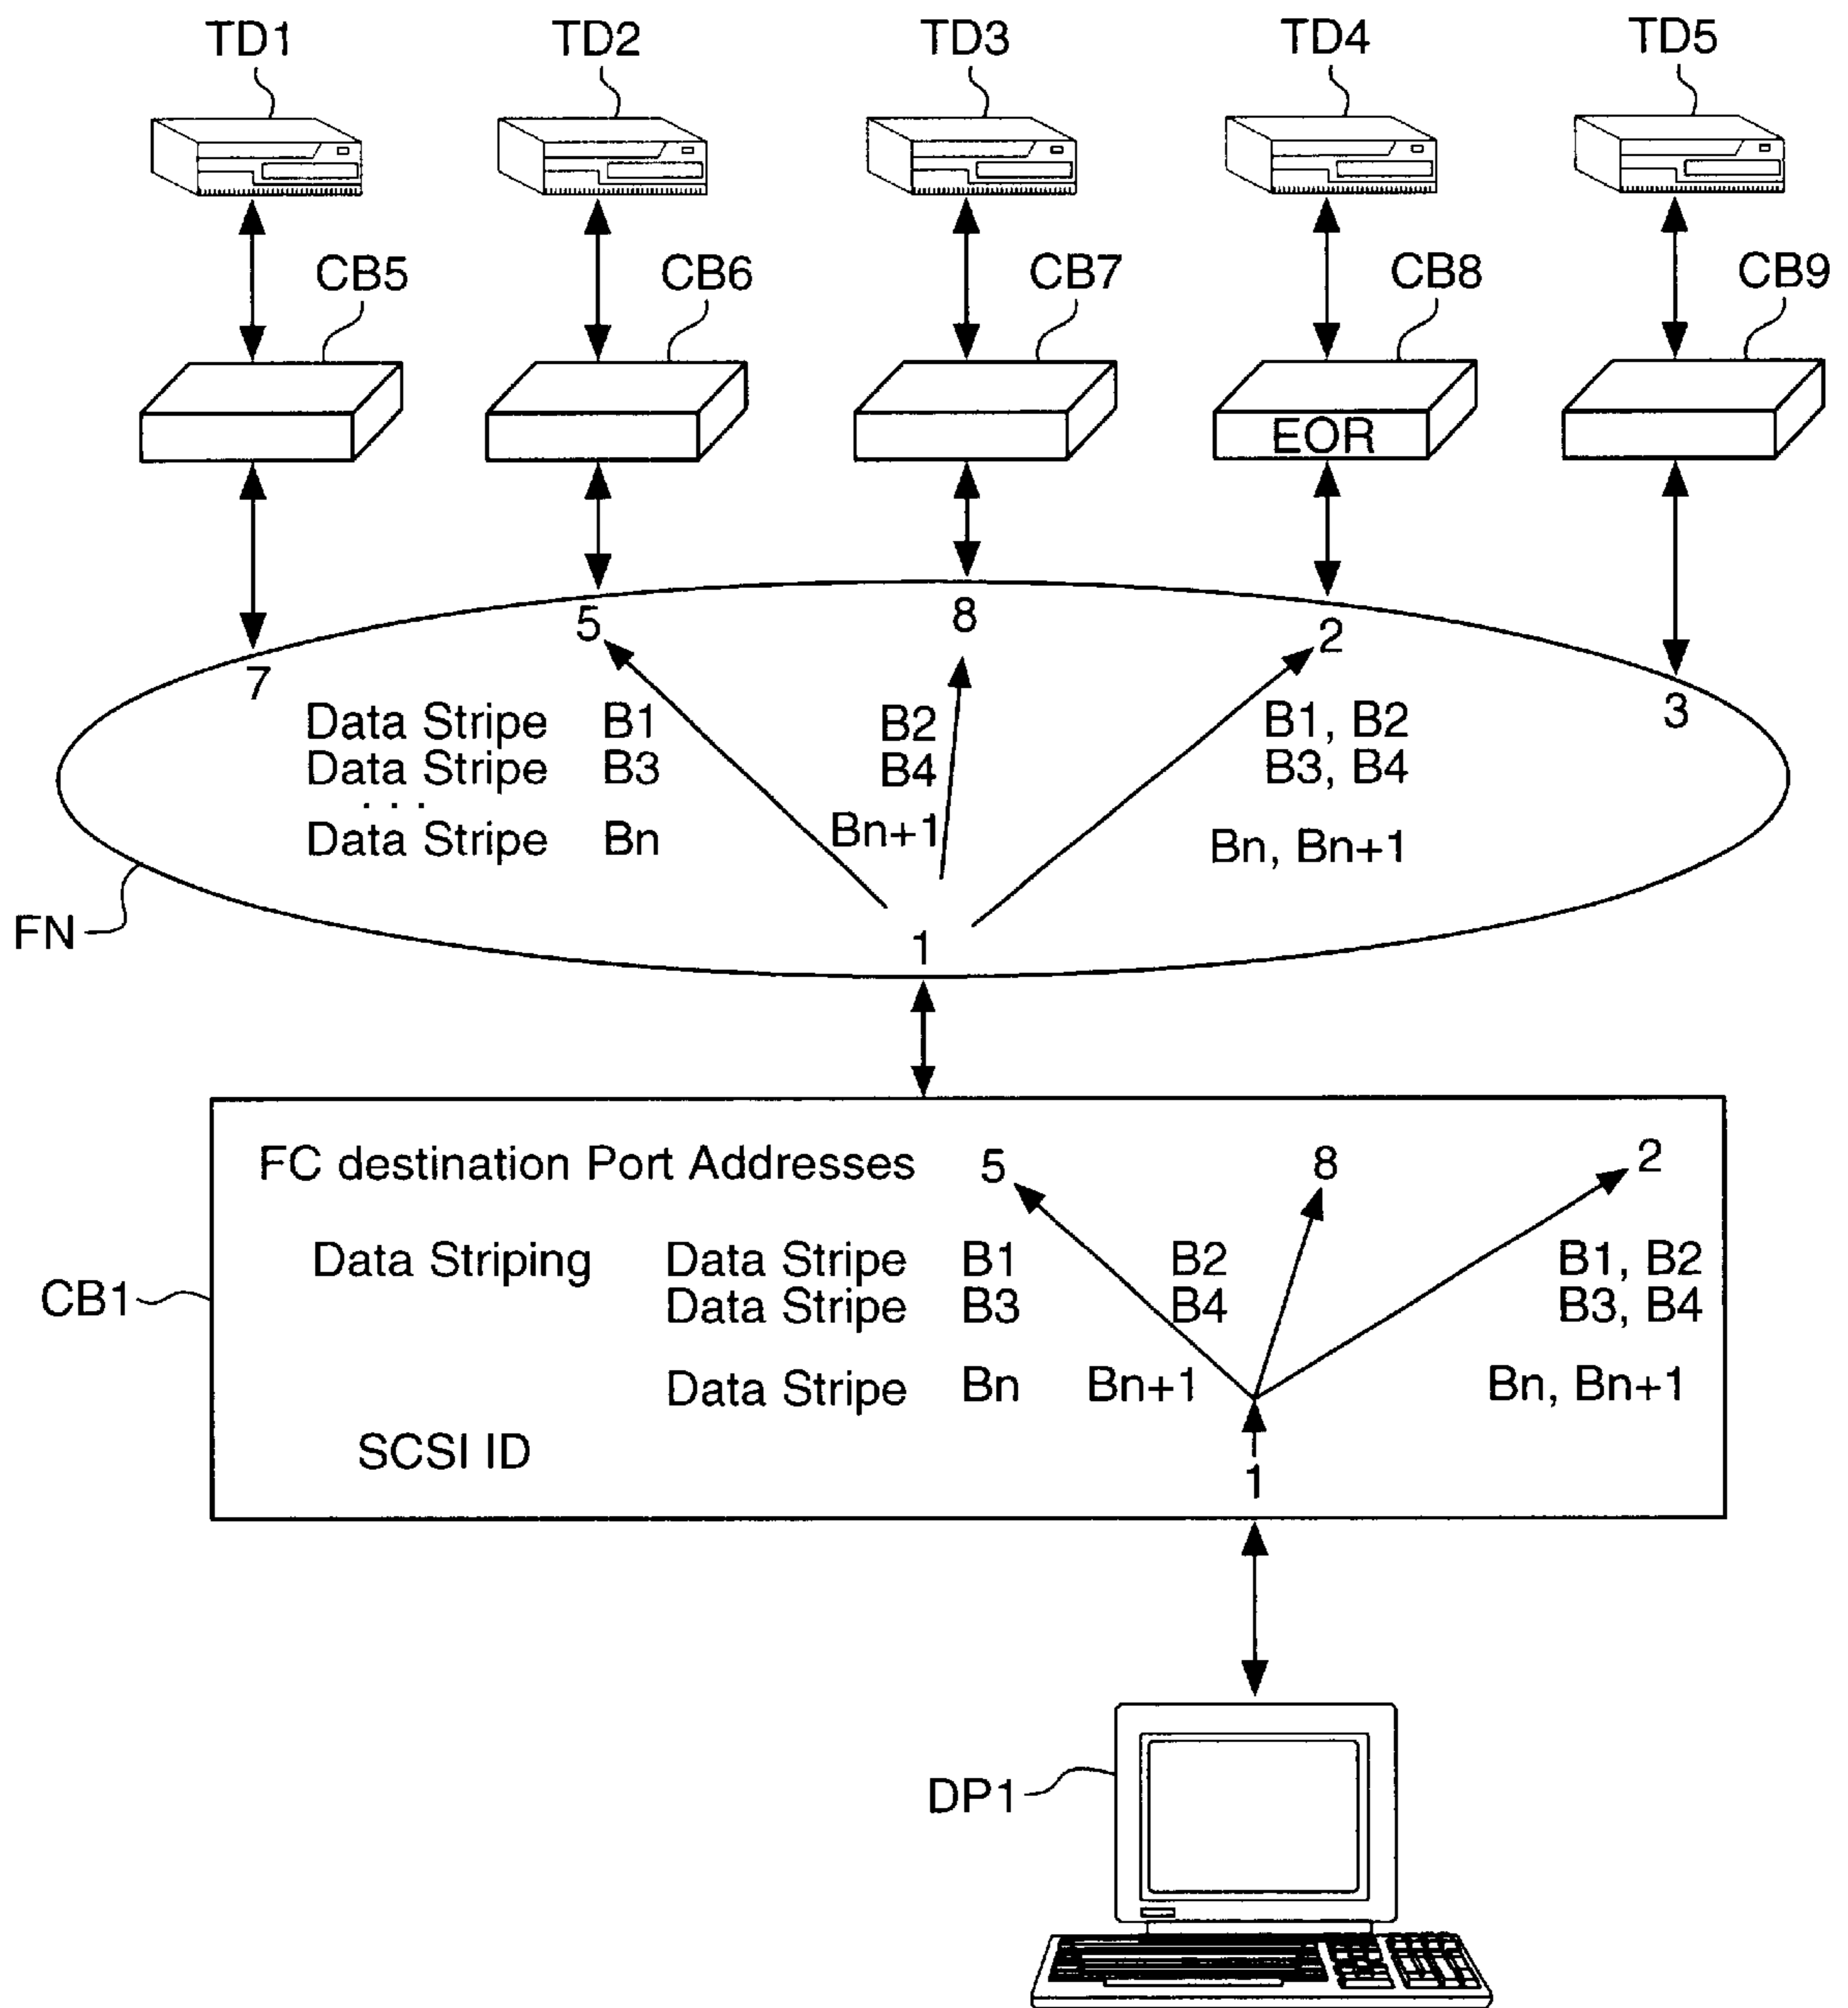 TD1 TD2 TD3 TD4 TD5
CB5 CB6 CB7 CB8 CB9
EOR
7 5 8 2 3
Data Stripe B1 B2 B1, B2
Data Stripe B3 B4 B3, B4
. . .
Data Stripe Bn Bn+1 Bn, Bn+1
FN
1
FC destination Port Addresses 5 8 2
Data Striping Data Stripe B1 B2 B1, B2
CB1
Data Stripe B3 B4 B3, B4
Data Stripe Bn Bn+1 Bn, Bn+1
SCSI ID
1
DP1